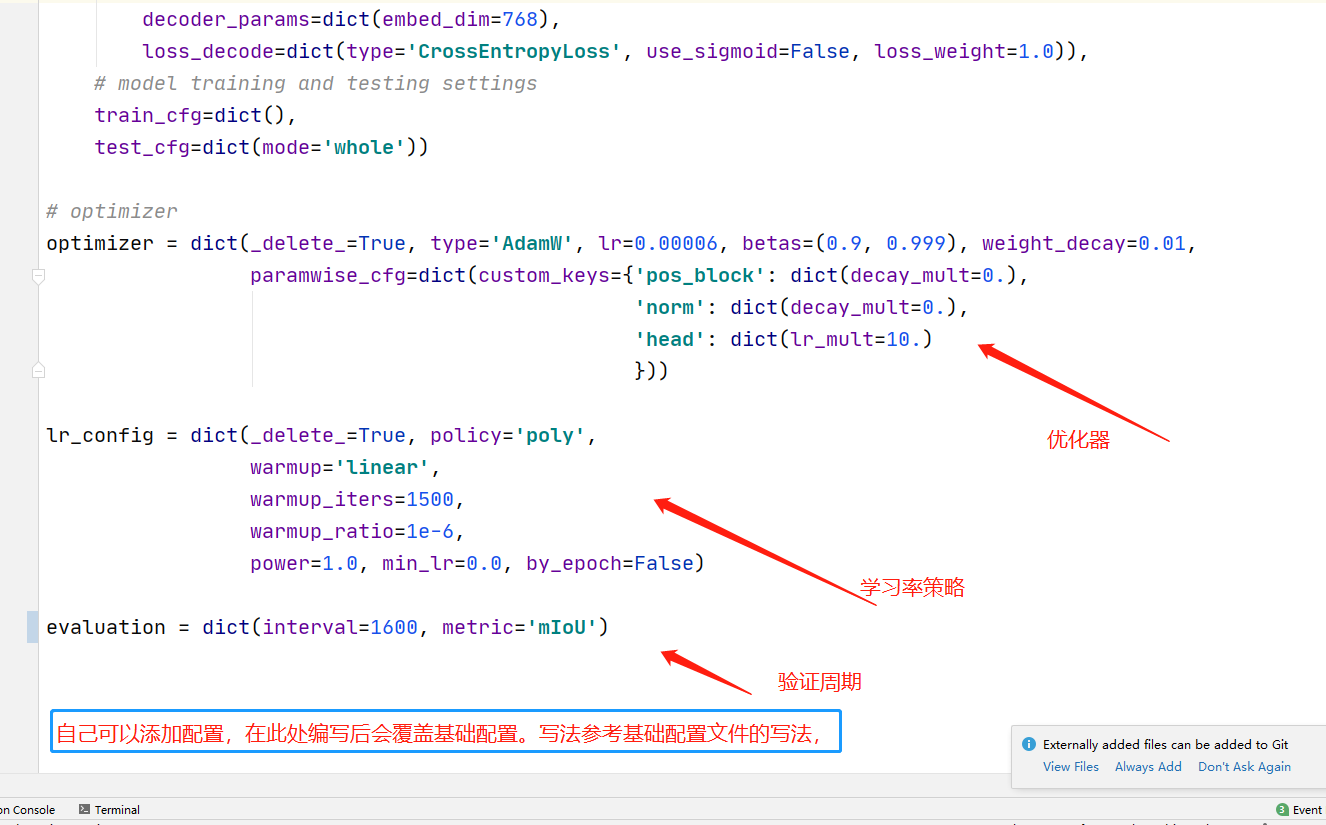 decoder_params=dict(embed_dim=768),
loss_decode=dict(type='CrossEntropyLoss', use_sigmoid=False, loss_weight=1.0)),
# model training and testing settings
train_cfg=dict(),
test_cfg=dict(mode='whole'))
# optimizer
optimizer = dict(_delete_=True, type='AdamW', lr=0.00006, betas=(0.9, 0.999), weight_decay=0.01,
paramwise_cfg=dict(custom_keys={'pos_block': dict(decay_mult=0.),
'norm': dict(decay_mult=0.),
'head': dict(lr_mult=10.)
}))
优化器
lr_config = dict(_delete_=True, policy='poly',
warmup='linear',
warmup_iters=1500,
warmup_ratio=1e-6,
power=1.0, min_lr=0.0, by_epoch=False)
学习率策略
evaluation = dict(interval=1600, metric='mIoU')
验证周期
自己可以添加配置，在此处编写后会覆盖基础配置。写法参考基础配置文件的写法，
Externally added files can be added to Git
View Files Always Add Don't Ask Again
on Console Terminal 3 Event